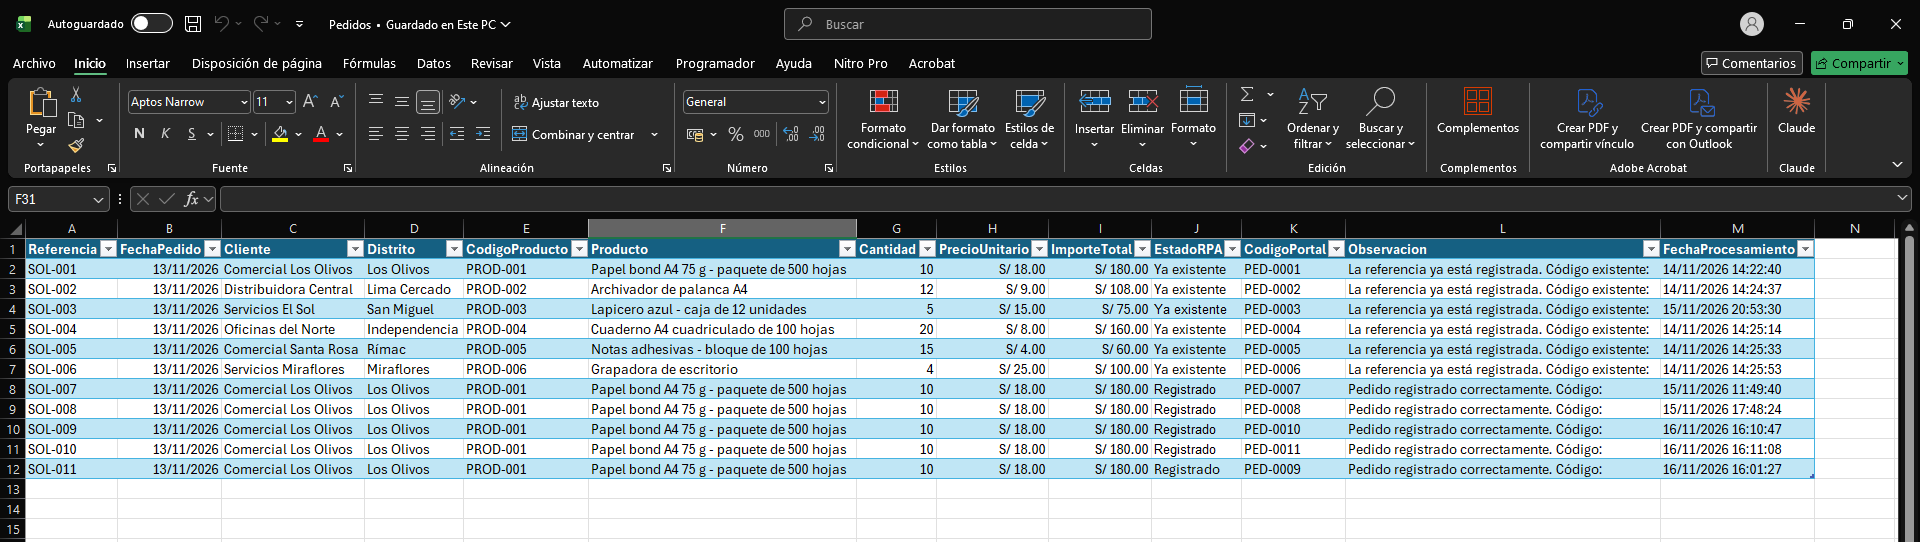 Autoguardado
Pedidos • Guardado en Este PC
Buscar
Archivo Inicio Insertar Disposición de página Fórmulas Datos Revisar Vista Automatizar Programador Ayuda Nitro Pro Acrobat
Comentarios Compartir
Pegar
Portapapeles
Aptos Narrow 11
N K S
Fuente
Ajustar texto
Combinar y centrar
Alineación
General
% 000
Número
Formato condicional
Dar formato como tabla
Estilos de celda
Estilos
Insertar Eliminar Formato
Celdas
Ordenar y filtrar
Buscar y seleccionar
Edición
Complementos
Complementos
Crear PDF y compartir vínculo
Crear PDF y compartir con Outlook
Adobe Acrobat
Claude
Claude
F31 fx
A B C D E F G H I J K L M N
1 Referencia FechaPedido Cliente Distrito CodigoProducto Producto Cantidad PrecioUnitario ImporteTotal EstadoRPA CodigoPortal Observacion FechaProcesamiento
2 SOL-001 13/11/2026 Comercial Los Olivos Los Olivos PROD-001 Papel bond A4 75 g - paquete de 500 hojas 10 S/ 18.00 S/ 180.00 Ya existente PED-0001 La referencia ya está registrada. Código existente: 14/11/2026 14:22:40
3 SOL-002 13/11/2026 Distribuidora Central Lima Cercado PROD-002 Archivador de palanca A4 12 S/ 9.00 S/ 108.00 Ya existente PED-0002 La referencia ya está registrada. Código existente: 14/11/2026 14:24:37
4 SOL-003 13/11/2026 Servicios El Sol San Miguel PROD-003 Lapicero azul - caja de 12 unidades 5 S/ 15.00 S/ 75.00 Ya existente PED-0003 La referencia ya está registrada. Código existente: 15/11/2026 20:53:30
5 SOL-004 13/11/2026 Oficinas del Norte Independencia PROD-004 Cuaderno A4 cuadriculado de 100 hojas 20 S/ 8.00 S/ 160.00 Ya existente PED-0004 La referencia ya está registrada. Código existente: 14/11/2026 14:25:14
6 SOL-005 13/11/2026 Comercial Santa Rosa Rímac PROD-005 Notas adhesivas - bloque de 100 hojas 15 S/ 4.00 S/ 60.00 Ya existente PED-0005 La referencia ya está registrada. Código existente: 14/11/2026 14:25:33
7 SOL-006 13/11/2026 Servicios Miraflores Miraflores PROD-006 Grapadora de escritorio 4 S/ 25.00 S/ 100.00 Ya existente PED-0006 La referencia ya está registrada. Código existente: 14/11/2026 14:25:53
8 SOL-007 13/11/2026 Comercial Los Olivos Los Olivos PROD-001 Papel bond A4 75 g - paquete de 500 hojas 10 S/ 18.00 S/ 180.00 Registrado PED-0007 Pedido registrado correctamente. Código: 15/11/2026 11:49:40
9 SOL-008 13/11/2026 Comercial Los Olivos Los Olivos PROD-001 Papel bond A4 75 g - paquete de 500 hojas 10 S/ 18.00 S/ 180.00 Registrado PED-0008 Pedido registrado correctamente. Código: 15/11/2026 17:48:24
10 SOL-009 13/11/2026 Comercial Los Olivos Los Olivos PROD-001 Papel bond A4 75 g - paquete de 500 hojas 10 S/ 18.00 S/ 180.00 Registrado PED-0010 Pedido registrado correctamente. Código: 16/11/2026 16:10:47
11 SOL-010 13/11/2026 Comercial Los Olivos Los Olivos PROD-001 Papel bond A4 75 g - paquete de 500 hojas 10 S/ 18.00 S/ 180.00 Registrado PED-0011 Pedido registrado correctamente. Código: 16/11/2026 16:11:08
12 SOL-011 13/11/2026 Comercial Los Olivos Los Olivos PROD-001 Papel bond A4 75 g - paquete de 500 hojas 10 S/ 18.00 S/ 180.00 Registrado PED-0009 Pedido registrado correctamente. Código: 16/11/2026 16:01:27
13
14
15